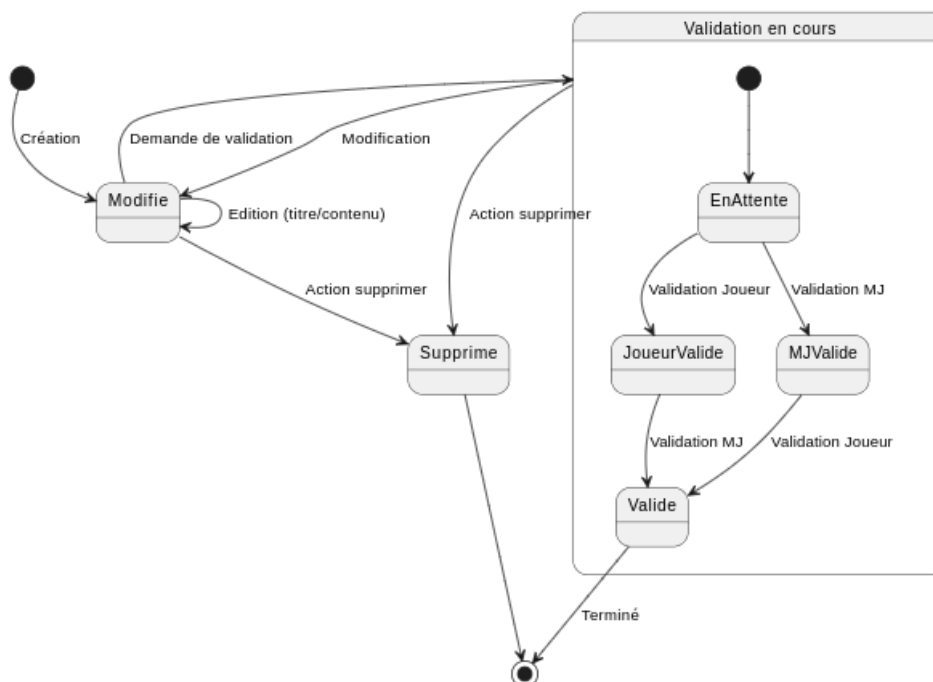 Validation en cours
Création
Demande de validation
Modification
Modifie
EnAttente
Edition (titre/contenu)
Action supprimer
Action supprimer
Validation Joueur
Validation MJ
Supprime
JoueurValide
MJValide
Validation MJ
Validation Joueur
Valide
Terminé